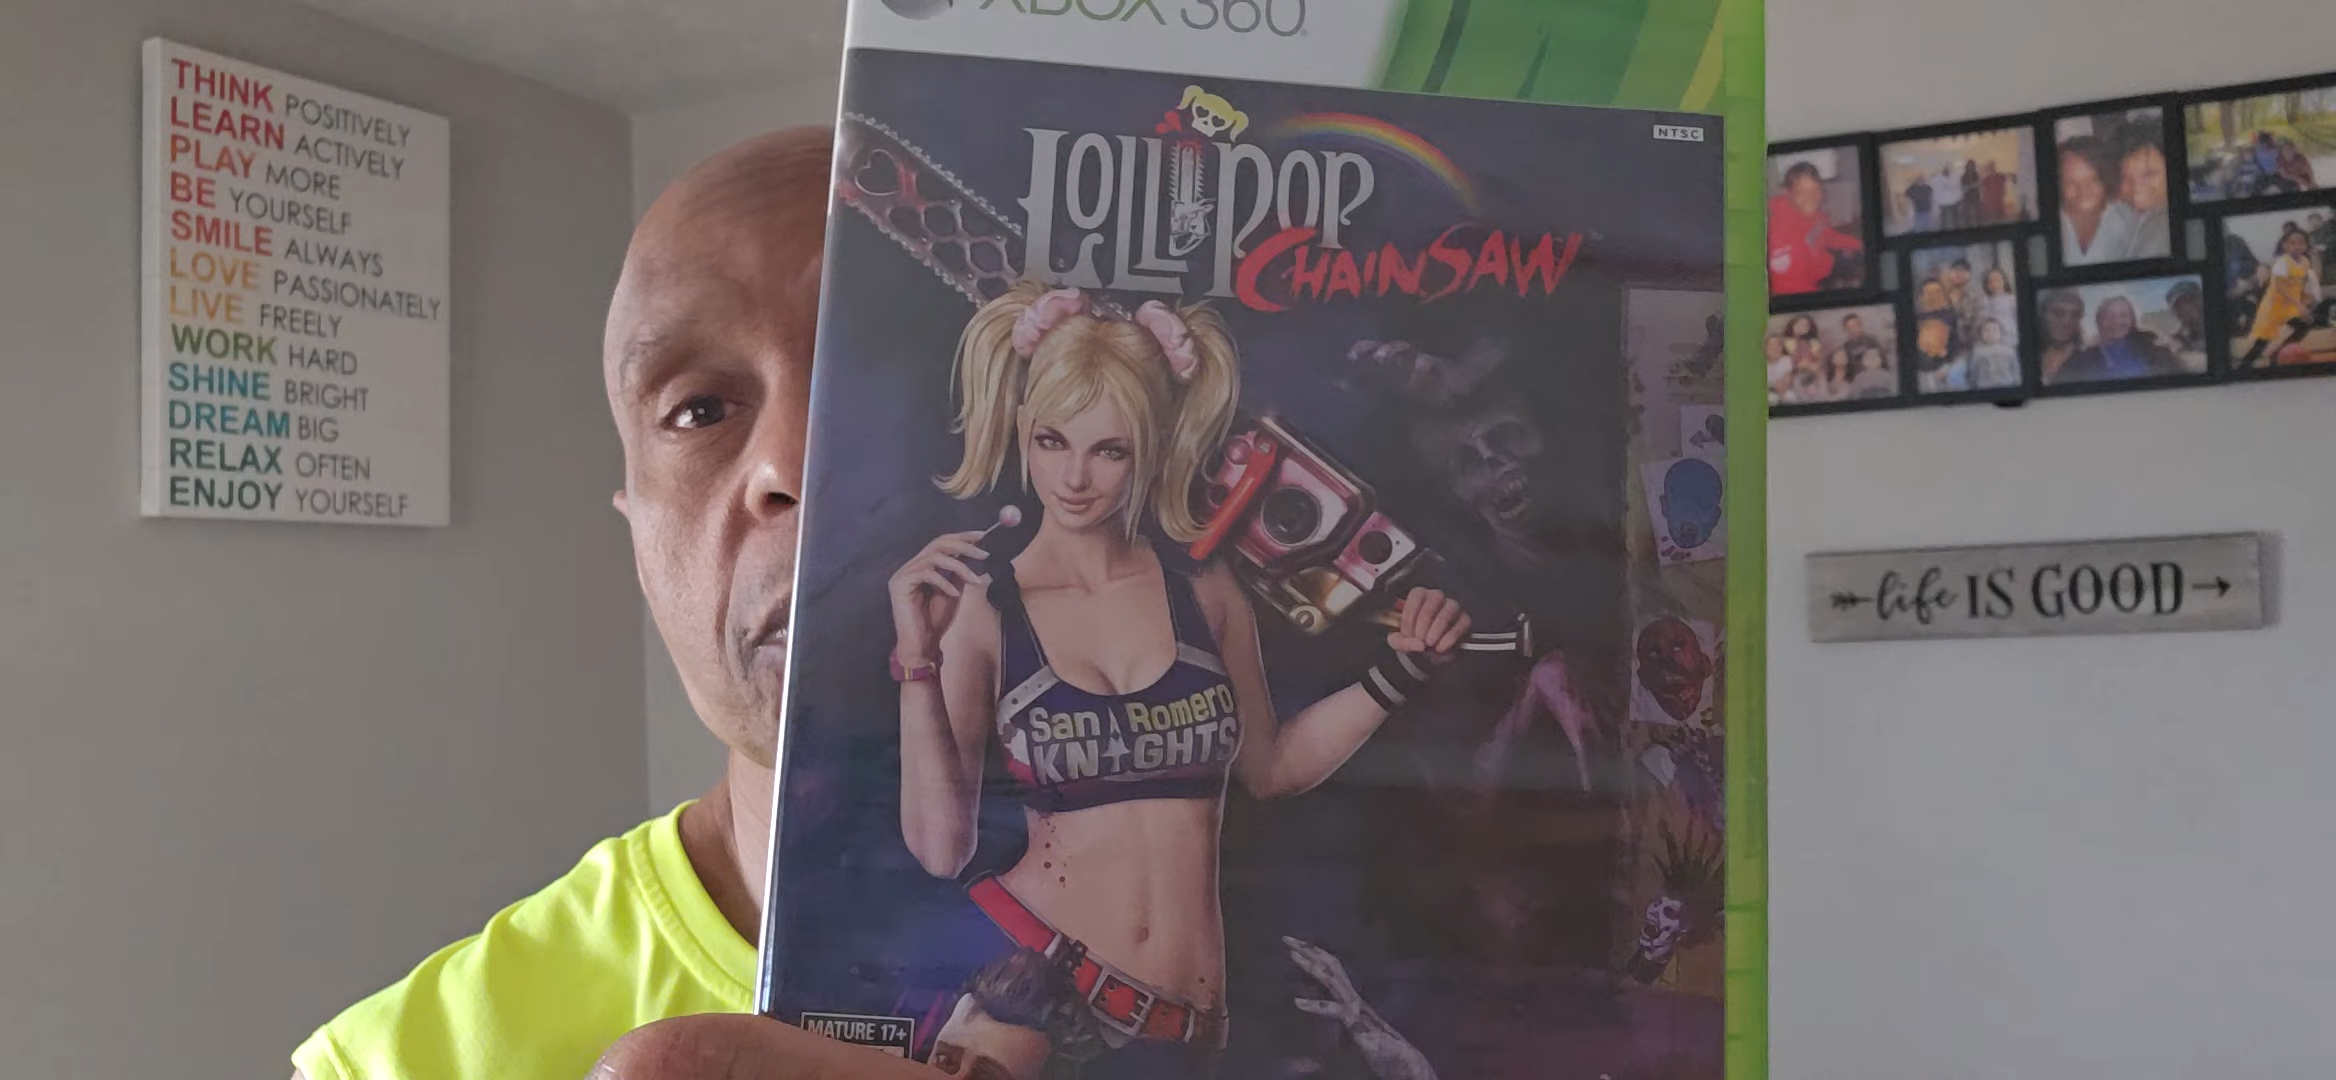 THINK POSITIVELY
LEARN ACTIVELY
PLAY MORE
BE YOURSELF
SMILE ALWAYS
LOVE PASSIONATELY
LIVE FREELY
WORK HARD
SHINE BRIGHT
DREAM BIG
RELAX OFTEN
ENJOY YOURSELF
XBOX 360
NTSC
LOLLIPOP
CHAINSAW
San Romero
KNIGHTS
MATURE 17+
life IS GOOD